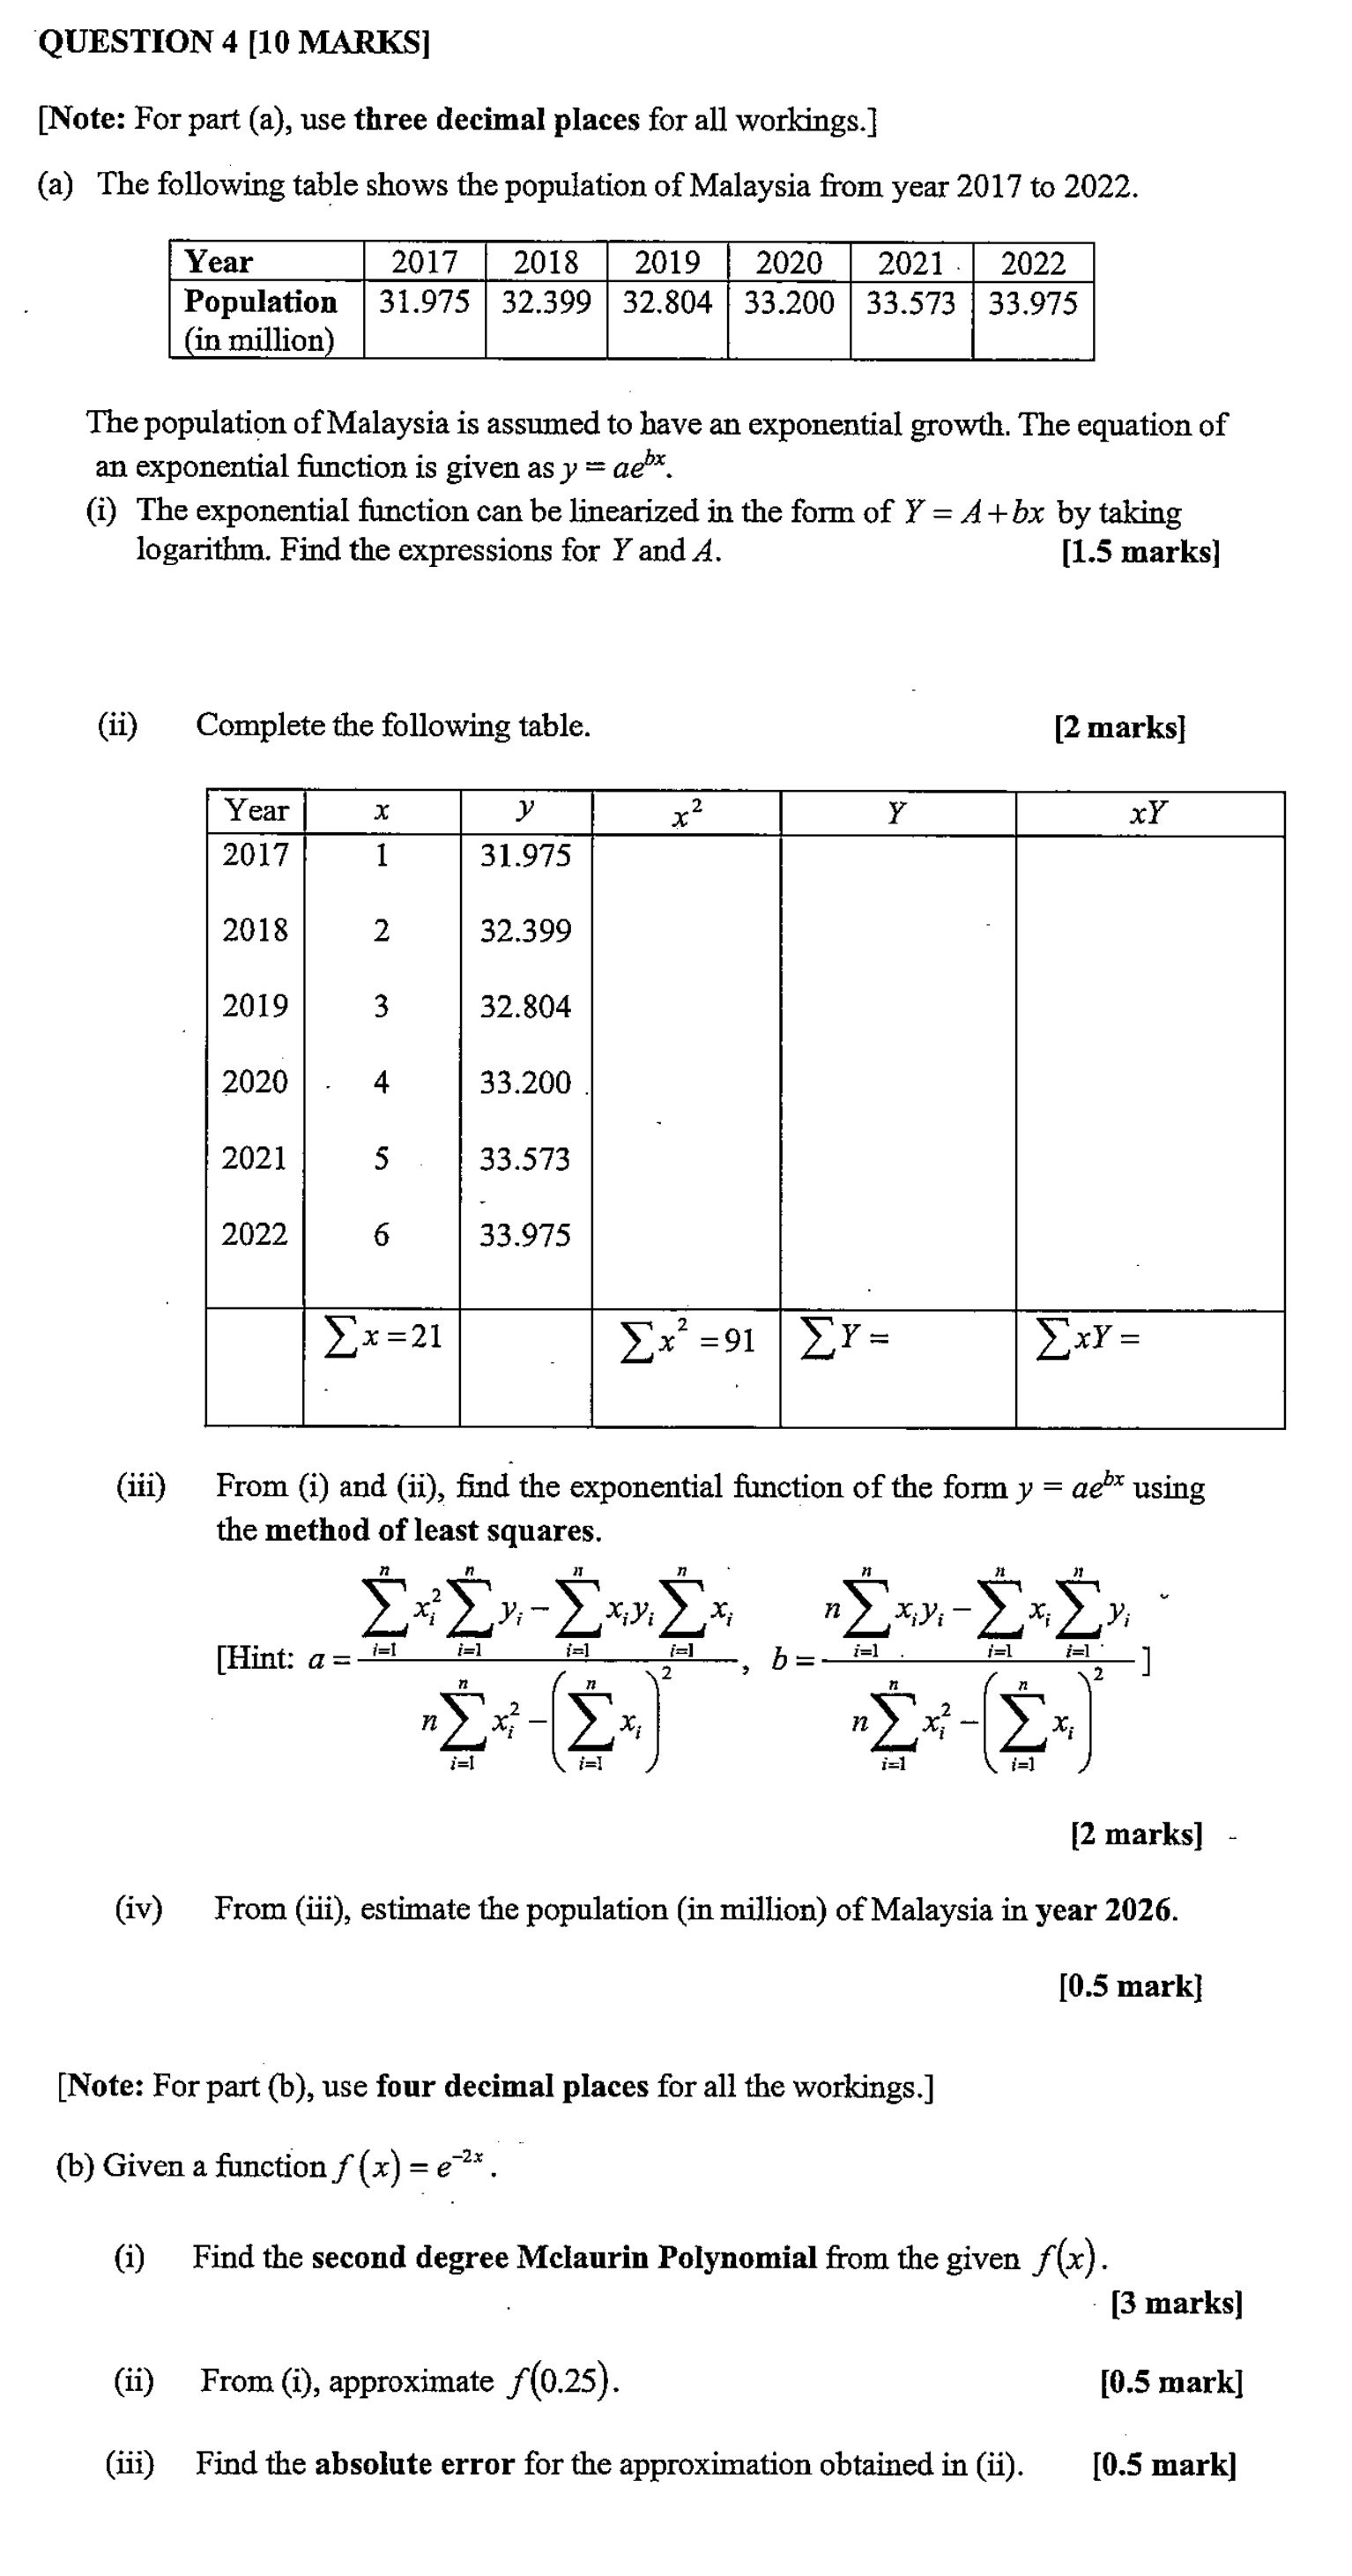 QUESTION 4 [10 MARKS]
[Note: For part (a), use three decimal places for all workings.]
(a) The following table shows the population of Malaysia from year 2017 to 2022.
Year 2017 2018 2019 2020 2021 2022
Population 31.975 32.399 32.804 33.200 33.573 33.975
(in million)
The population of Malaysia is assumed to have an exponential growth. The equation of
an exponential function is given as y = ae^{bx}.
(i) The exponential function can be linearized in the form of Y = A+bx by taking
logarithm. Find the expressions for Y and A. [1.5 marks]
(ii) Complete the following table. [2 marks]
Year x y x² Y xY
2017 1 31.975
2018 2 32.399
2019 3 32.804
2020 4 33.200
2021 5 33.573
2022 6 33.975
∑x =21 ∑x² =91 ∑Y = ∑xY =
(iii) From (i) and (ii), find the exponential function of the form y = ae^{bx} using
the method of least squares.
[Hint: a = \frac{\sum_{i=1}^{n} x_i^2 \sum_{i=1}^{n} y_i - \sum_{i=1}^{n} x_i y_i \sum_{i=1}^{n} x_i}{n\sum_{i=1}^{n} x_i^2 - \left(\sum_{i=1}^{n} x_i\right)^2}, b = \frac{n\sum_{i=1}^{n} x_i y_i - \sum_{i=1}^{n} x_i \sum_{i=1}^{n} y_i}{n\sum_{i=1}^{n} x_i^2 - \left(\sum_{i=1}^{n} x_i\right)^2} ]
[2 marks]
(iv) From (iii), estimate the population (in million) of Malaysia in year 2026.
[0.5 mark]
[Note: For part (b), use four decimal places for all the workings.]
(b) Given a function f(x) = e^{-2x}.
(i) Find the second degree Mclaurin Polynomial from the given f(x).
[3 marks]
(ii) From (i), approximate f(0.25). [0.5 mark]
(iii) Find the absolute error for the approximation obtained in (ii). [0.5 mark]